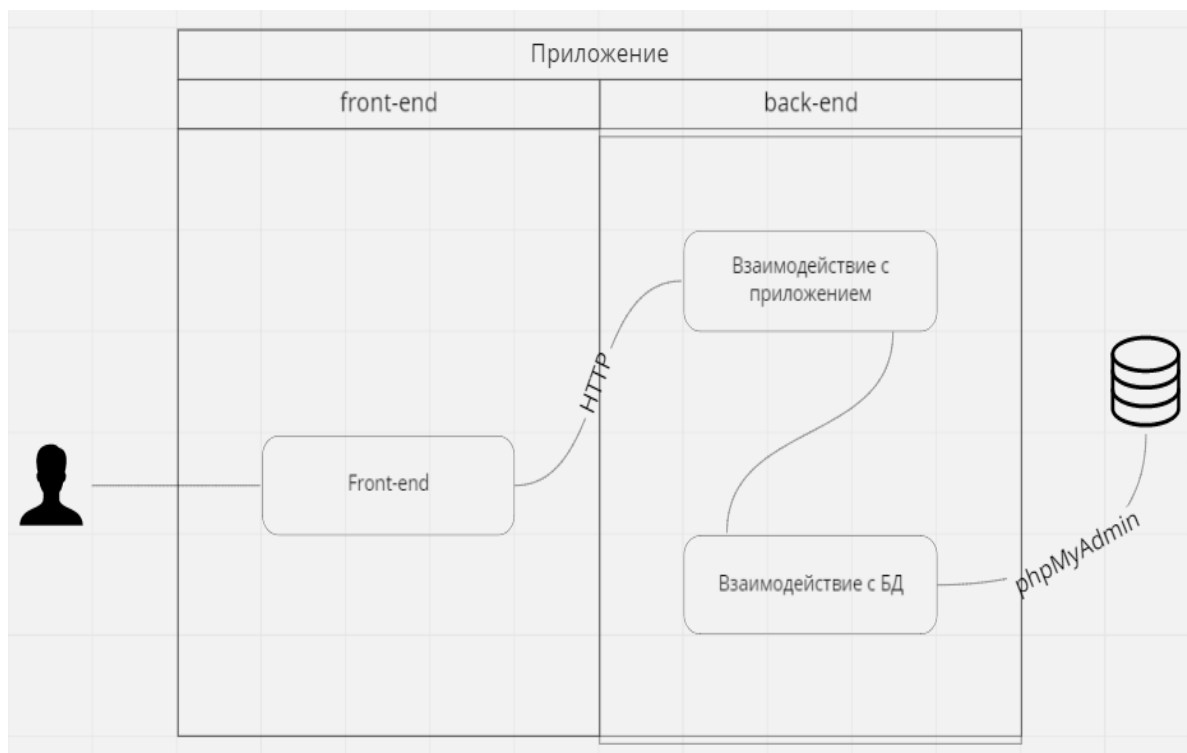 Приложение
front-end
back-end
Взаимодействие с
приложением
HTTP
Front-end
Взаимодействие с БД
phpMyAdmin